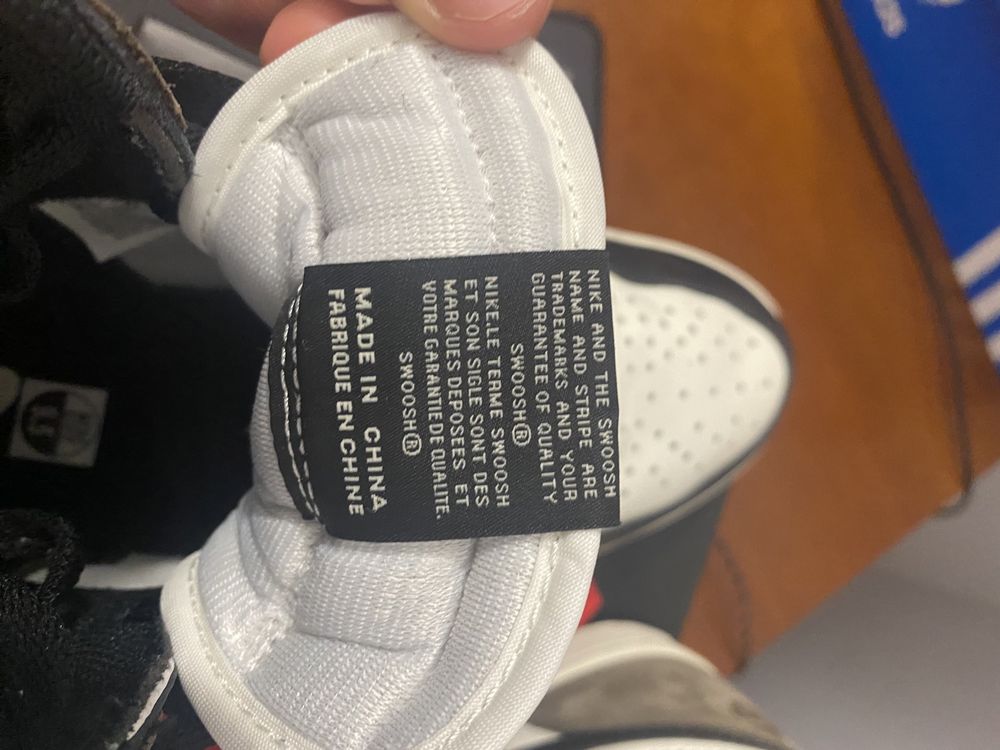 NIKE AND THE SWOOSH
NAME AND STRIPE ARE
TRADEMARKS AND YOUR
GUARANTEE OF QUALITY
SWOOSH®
NIKE.LE TERME SWOOSH
ET SON SIGLE SONT DES
MARQUES DEPOSEES ET
VOTRE GARANTIE DE QUALITE.
SWOOSH®
MADE IN CHINA
FABRIQUE EN CHINE